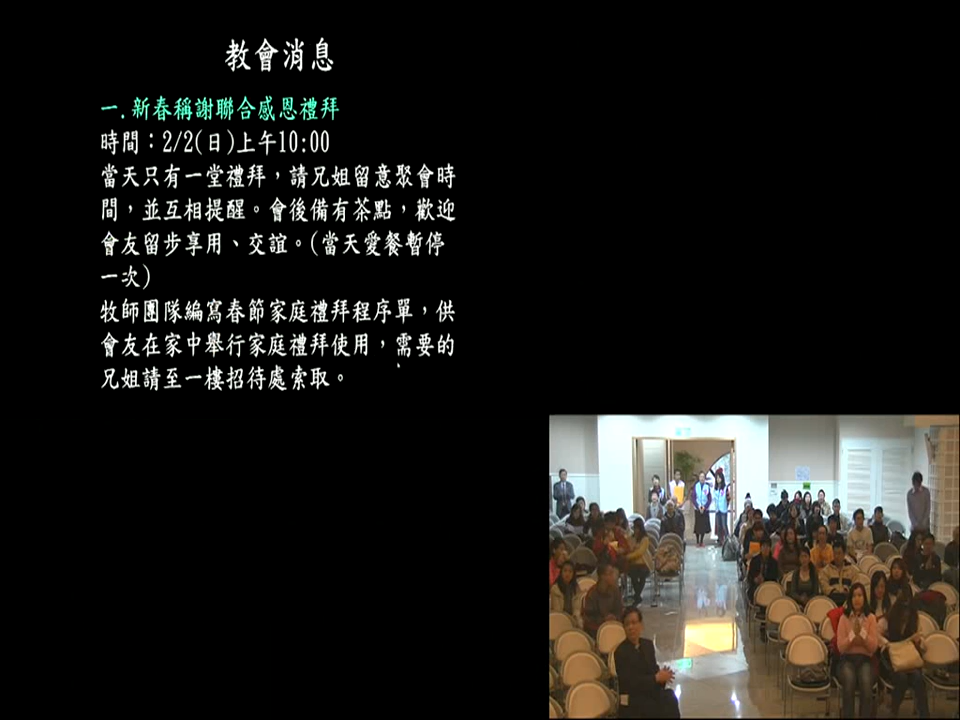 教會消息
一.新春稱謝聯合感恩禮拜
時間：2/2(日)上午10:00
當天只有一堂禮拜，請兄姐留意聚會時
間，並互相提醒。會後備有茶點，歡迎
會友留步享用、交誼。(當天愛餐暫停
一次)
牧師團隊編寫春節家庭禮拜程序單，供
會友在家中舉行家庭禮拜使用，需要的
兄姐請至一樓招待處索取。